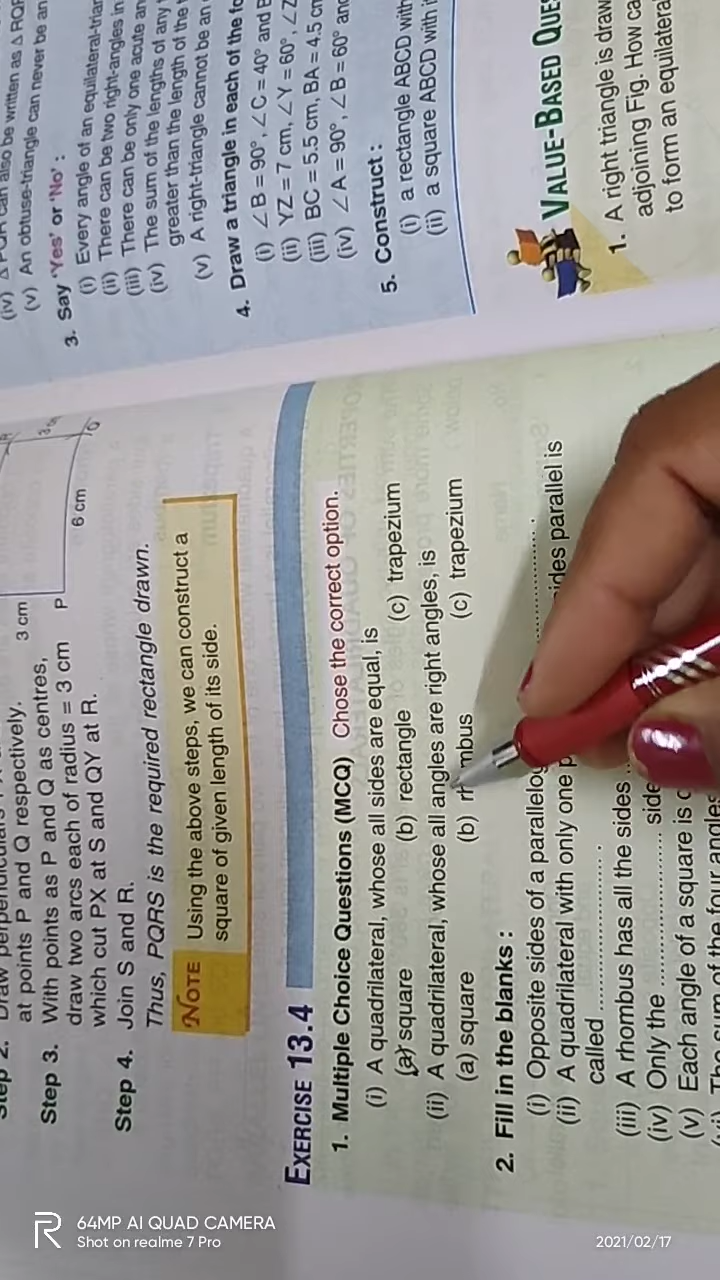 at points P and Q respectively.
Step 3. With points as P and Q as centres,
draw two arcs each of radius = 3 cm
which cut PX at S and QY at R.
Step 4. Join S and R.
Thus, PQRS is the required rectangle drawn.
3 cm
P
6 cm
NOTE Using the above steps, we can construct a
square of given length of its side.
EXERCISE 13.4
1. Multiple Choice Questions (MCQ) Chose the correct option.
(i) A quadrilateral, whose all sides are equal, is
(a) square (b) rectangle (c) trapezium
(ii) A quadrilateral, whose all angles are right angles, is
(a) square (b) rhombus (c) trapezium
2. Fill in the blanks :
(i) Opposite sides of a
(ii) A quadrilateral with only one
sides parallel is
called .................... .
(iii) A rhombus has all the sides
(iv) Only the ....................
(v) Each angle of a square is
(v) An obtuse-triangle can never be an
3. Say 'Yes' or 'No' :
(i) Every angle of an
(ii) There can be two right-angles in
(iii) There can be only one acute
(iv) The sum of the lengths of any
greater than the length of the
(v) A right-triangle cannot be an
4. Draw a triangle in each of the
(i) ∠B = 90°, ∠C = 40° and
(ii) YZ = 7 cm, ∠Y = 60°,
(iii) BC = 5.5 cm, BA = 4.5
(iv) ∠A = 90°, ∠B = 60°
5. Construct :
(i) a rectangle ABCD with
(ii) a square ABCD with
VALUE-BASED
1. A right triangle is
adjoining Fig. How
to form an
R
64MP AI QUAD CAMERA
Shot on realme 7 Pro
2021/02/17